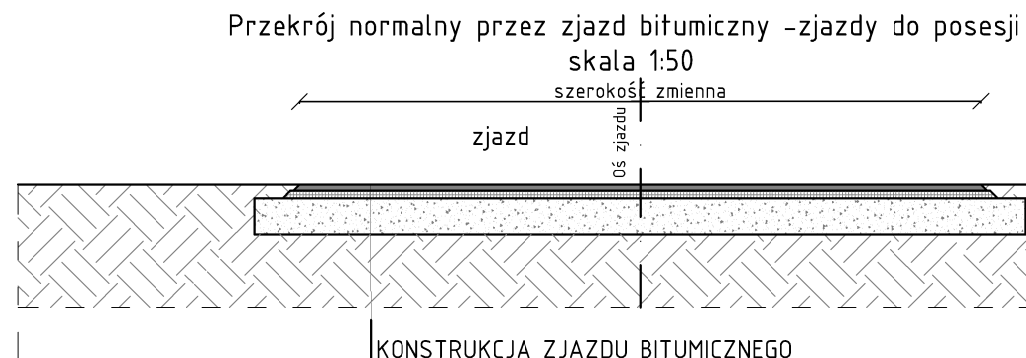 Przekrój normalny przez zjazd bitumiczny -zjazdy do posesji
skala 1:50
szerokość zmienna
zjazd
Oś zjazdu
KONSTRUKCJA ZJAZDU BITUMICZNEGO